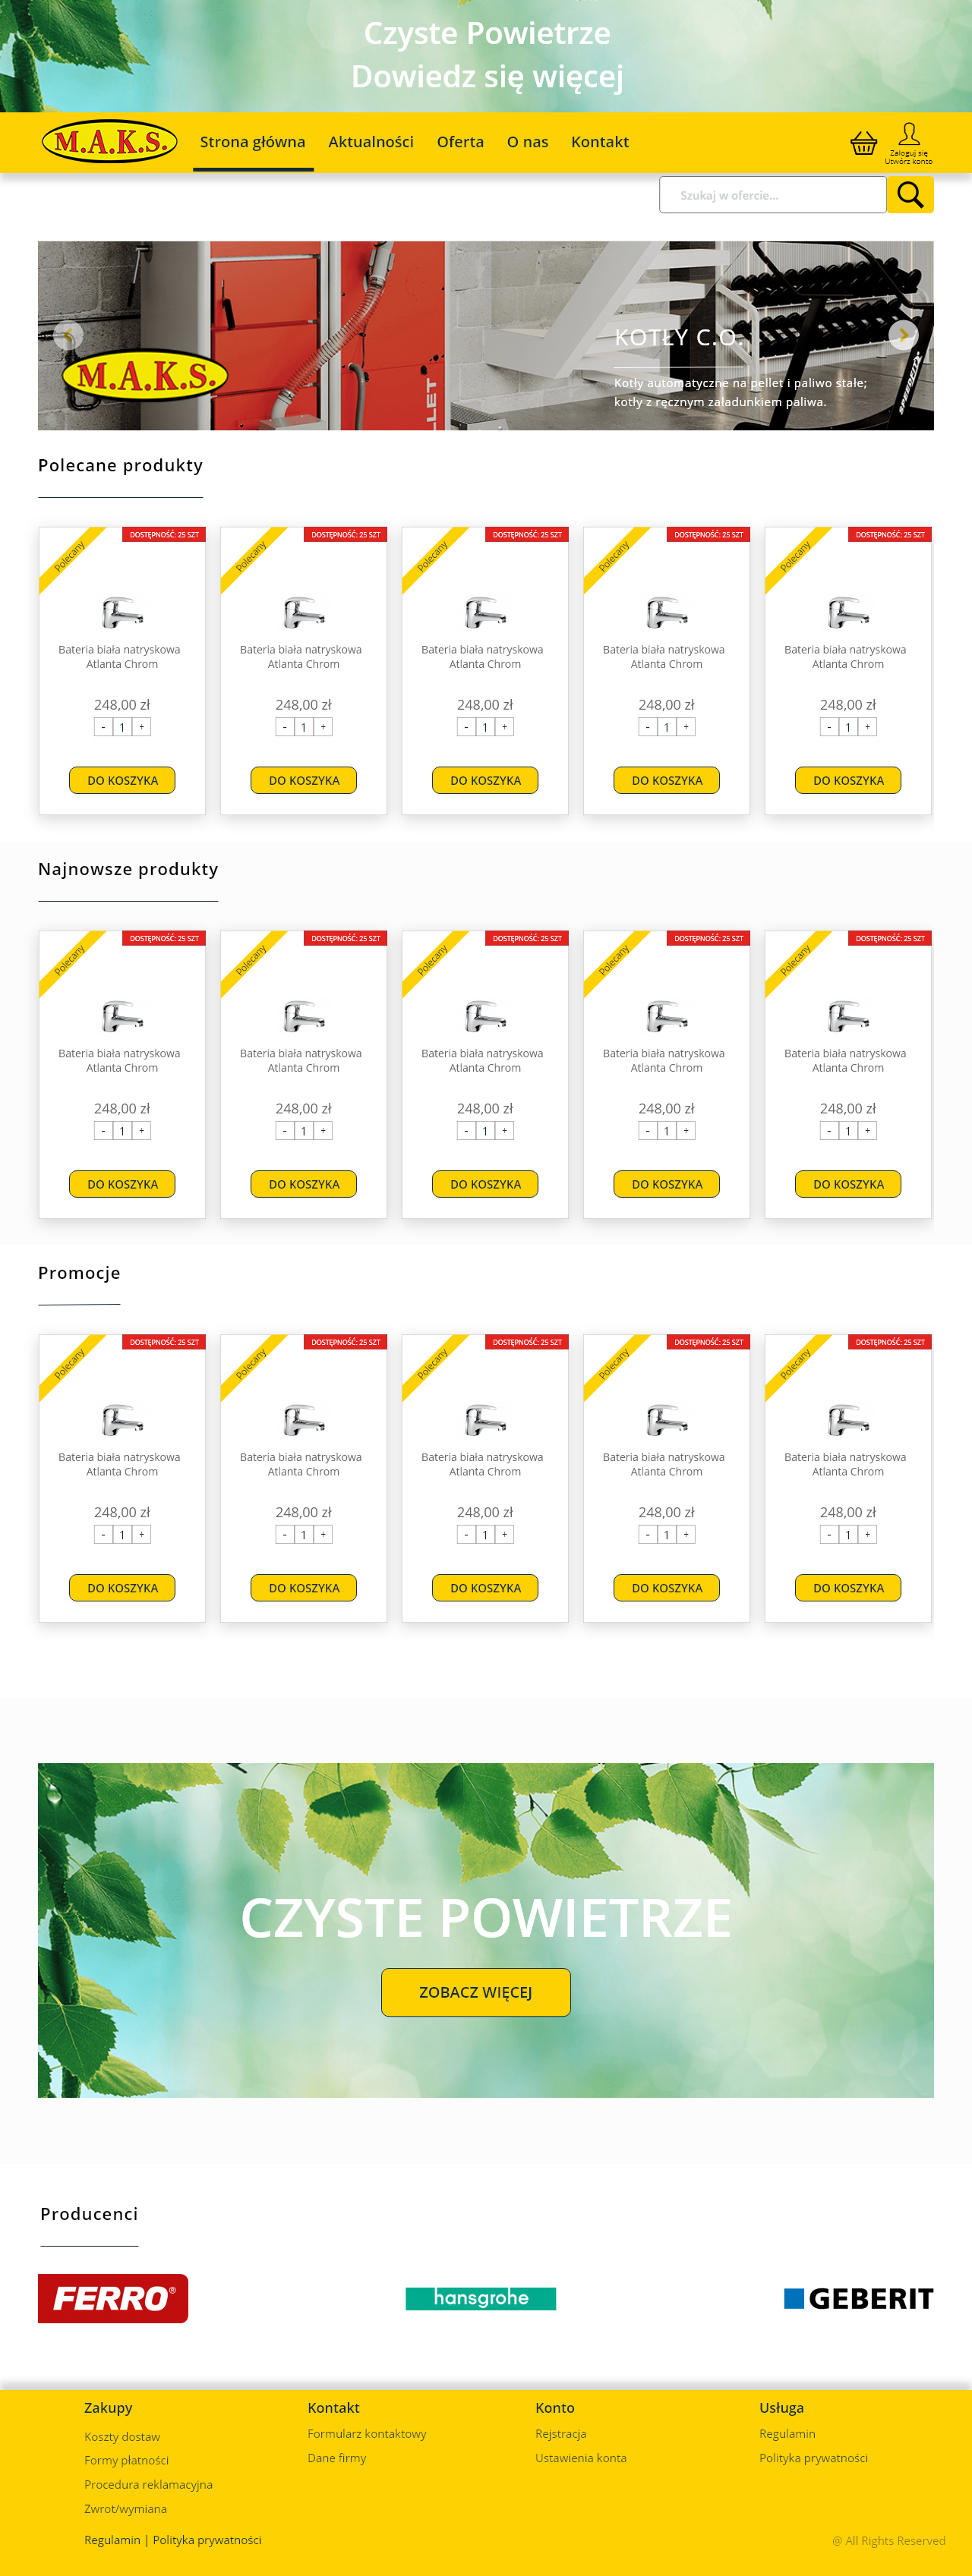 Czyste Powietrze
Dowiedz się więcej
M.A.K.S.
Strona główna
Aktualności
Oferta
O nas
Kontakt
Zaloguj się
Utwórz konto
Szukaj w ofercie...
M.A.K.S.
LET
KOTŁY C.O.
Kotły automatyczne na pellet i paliwo stałe;
kotły z ręcznym załadunkiem paliwa.
Polecane produkty
Polecany DOSTĘPNOŚĆ: 25 SZT Polecany DOSTĘPNOŚĆ: 25 SZT Polecany DOSTĘPNOŚĆ: 25 SZT Polecany DOSTĘPNOŚĆ: 25 SZT Polecany DOSTĘPNOŚĆ: 25 SZT
Bateria biała natryskowa Bateria biała natryskowa Bateria biała natryskowa Bateria biała natryskowa Bateria biała natryskowa
Atlanta Chrom Atlanta Chrom Atlanta Chrom Atlanta Chrom Atlanta Chrom
248,00 zł 248,00 zł 248,00 zł 248,00 zł 248,00 zł
- 1 + - 1 + - 1 + - 1 + - 1 +
DO KOSZYKA DO KOSZYKA DO KOSZYKA DO KOSZYKA DO KOSZYKA
Najnowsze produkty
Polecany DOSTĘPNOŚĆ: 25 SZT Polecany DOSTĘPNOŚĆ: 25 SZT Polecany DOSTĘPNOŚĆ: 25 SZT Polecany DOSTĘPNOŚĆ: 25 SZT Polecany DOSTĘPNOŚĆ: 25 SZT
Bateria biała natryskowa Bateria biała natryskowa Bateria biała natryskowa Bateria biała natryskowa Bateria biała natryskowa
Atlanta Chrom Atlanta Chrom Atlanta Chrom Atlanta Chrom Atlanta Chrom
248,00 zł 248,00 zł 248,00 zł 248,00 zł 248,00 zł
- 1 + - 1 + - 1 + - 1 + - 1 +
DO KOSZYKA DO KOSZYKA DO KOSZYKA DO KOSZYKA DO KOSZYKA
Promocje
Polecany DOSTĘPNOŚĆ: 25 SZT Polecany DOSTĘPNOŚĆ: 25 SZT Polecany DOSTĘPNOŚĆ: 25 SZT Polecany DOSTĘPNOŚĆ: 25 SZT Polecany DOSTĘPNOŚĆ: 25 SZT
Bateria biała natryskowa Bateria biała natryskowa Bateria biała natryskowa Bateria biała natryskowa Bateria biała natryskowa
Atlanta Chrom Atlanta Chrom Atlanta Chrom Atlanta Chrom Atlanta Chrom
248,00 zł 248,00 zł 248,00 zł 248,00 zł 248,00 zł
- 1 + - 1 + - 1 + - 1 + - 1 +
DO KOSZYKA DO KOSZYKA DO KOSZYKA DO KOSZYKA DO KOSZYKA
CZYSTE POWIETRZE
ZOBACZ WIĘCEJ
Producenci
FERRO®
hansgrohe
GEBERIT
Zakupy
Koszty dostaw
Formy płatności
Procedura reklamacyjna
Zwrot/wymiana
Kontakt
Formularz kontaktowy
Dane firmy
Konto
Rejstracja
Ustawienia konta
Usługa
Regulamin
Polityka prywatności
Regulamin | Polityka prywatności
@ All Rights Reserved